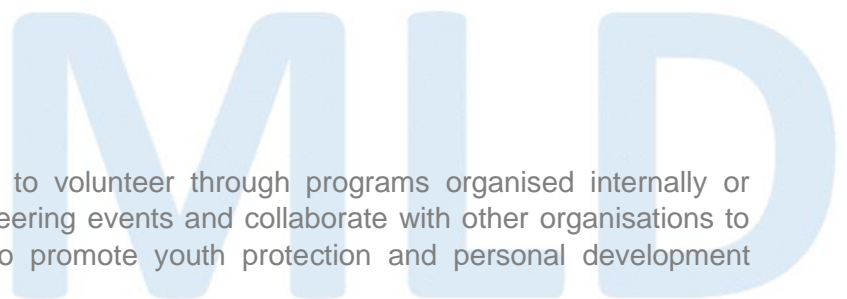 MLD
to volunteer through programs organised internally or
eering events and collaborate with other organisations to
o promote youth protection and personal development